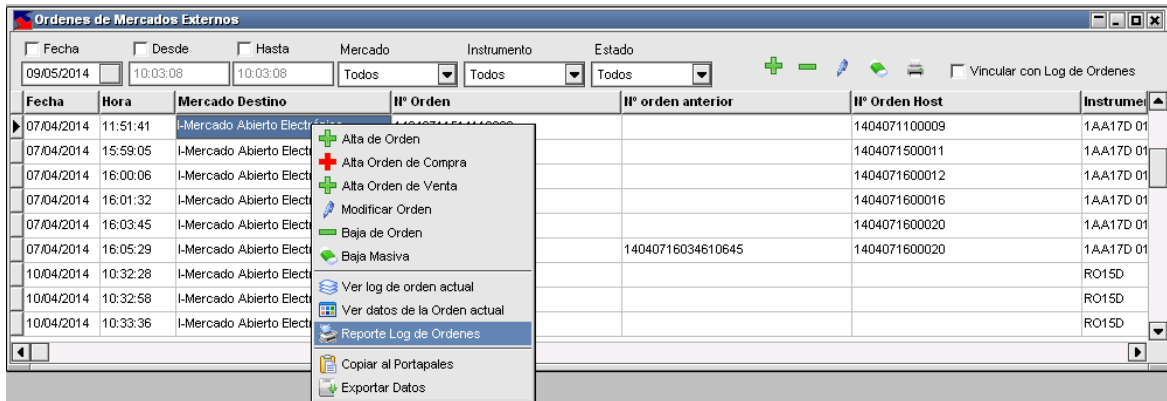 Ordenes de Mercados Externos
Fecha Desde Hasta Mercado Instrumento Estado
09/05/2014 10:03:08 10:03:08 Todos Todos Todos Vincular con Log de Ordenes
Fecha Hora Mercado Destino Nº Orden Nº orden anterior Nº Orden Host Instrume
07/04/2014 11:51:41 I-Mercado Abierto Electrónico 1404071100009 1AA17D 01
07/04/2014 15:59:05 I-Mercado Abierto Elect 1404071500011 1AA17D 01
07/04/2014 16:00:06 I-Mercado Abierto Elect 1404071600012 1AA17D 01
07/04/2014 16:01:32 I-Mercado Abierto Elect 1404071600016 1AA17D 01
07/04/2014 16:03:45 I-Mercado Abierto Elect 1404071600020 1AA17D 01
07/04/2014 16:05:29 I-Mercado Abierto Elect 14040716034610645 1404071600020 1AA17D 01
10/04/2014 10:32:28 I-Mercado Abierto Elect RO15D
10/04/2014 10:32:58 I-Mercado Abierto Elect RO15D
10/04/2014 10:33:36 I-Mercado Abierto Elect RO15D
Alta de Orden
Alta Orden de Compra
Alta Orden de Venta
Modificar Orden
Baja de Orden
Baja Masiva
Ver log de orden actual
Ver datos de la Orden actual
Reporte Log de Ordenes
Copiar al Portapales
Exportar Datos